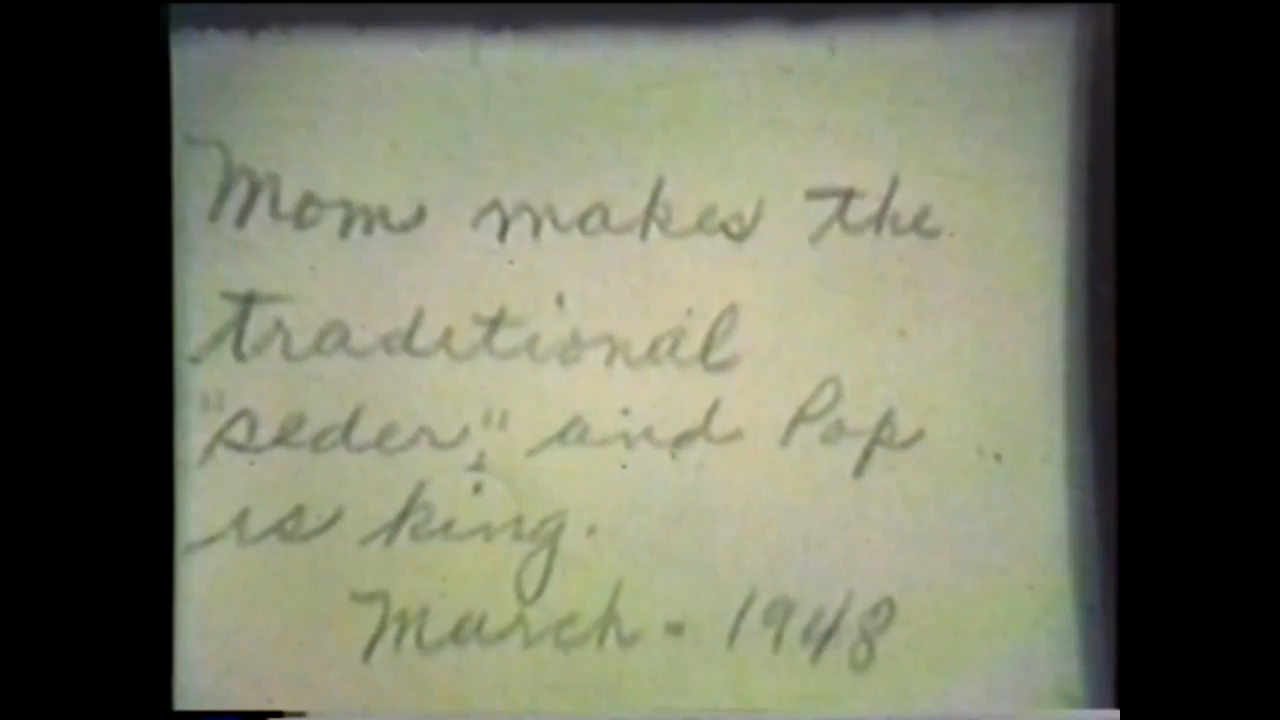 Mom makes the
traditional
"seder," and Pop
is king.
March - 1948